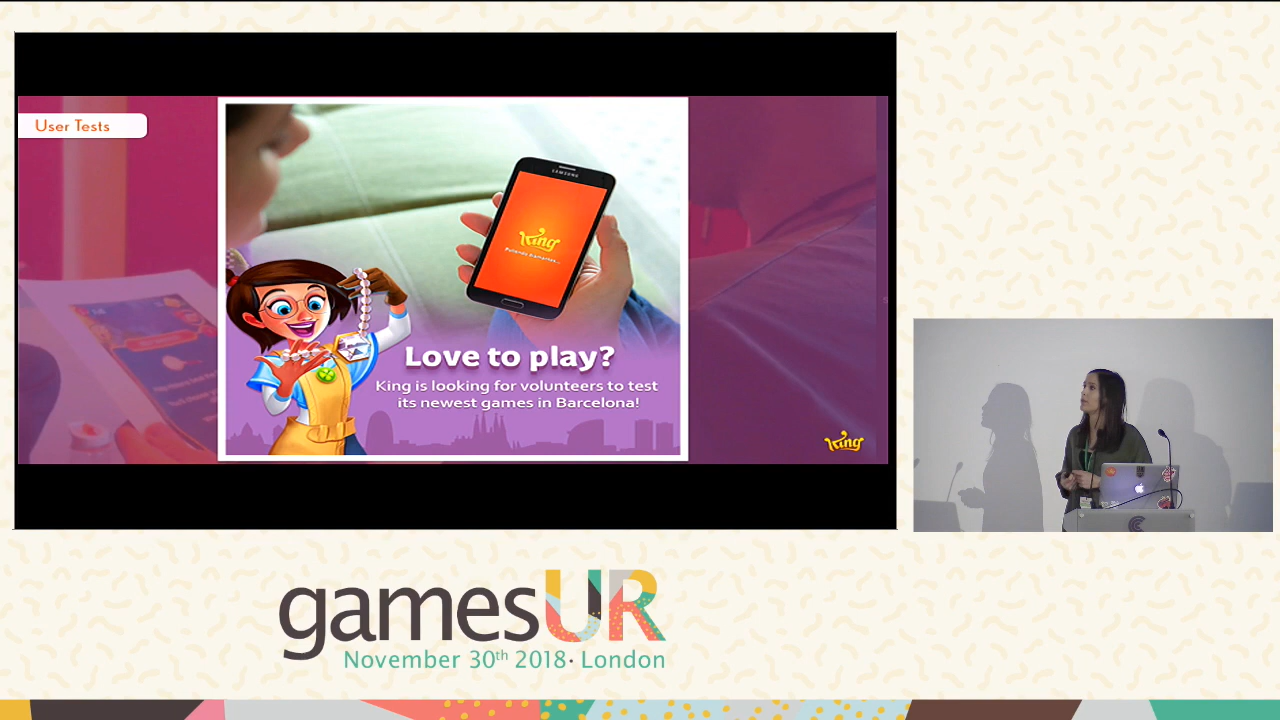 User Tests
SAMSUNG
King
Love to play?
King is looking for volunteers to test
its newest games in Barcelona!
King
gamesUR
November 30th 2018 · London